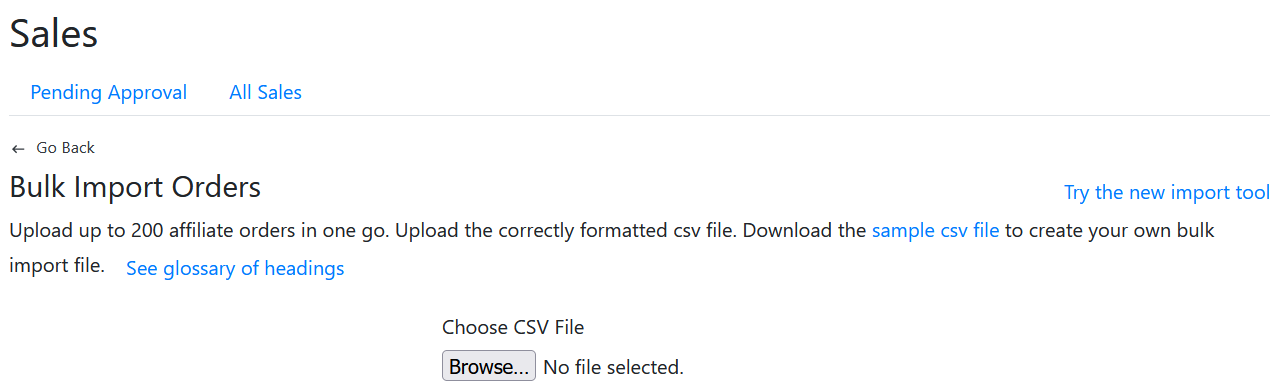 Sales
Pending Approval All Sales
← Go Back
Bulk Import Orders
Try the new import tool
Upload up to 200 affiliate orders in one go. Upload the correctly formatted csv file. Download the sample csv file to create your own bulk
import file. See glossary of headings
Choose CSV File
Browse... No file selected.